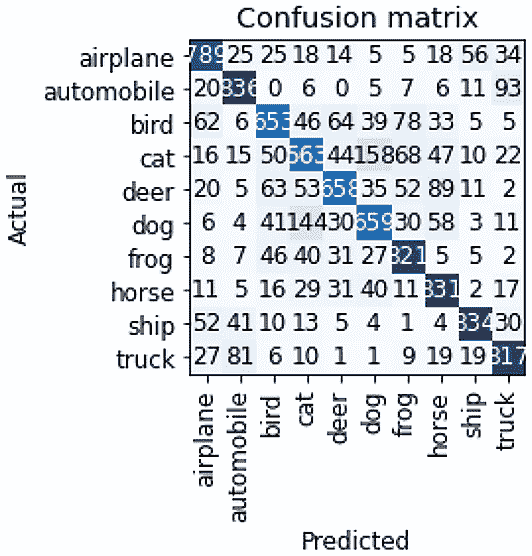 Confusion matrix
airplane 789 25 25 18 14 5 5 18 56 34
automobile 20 836 0 6 0 5 7 6 11 93
bird 62 6 653 46 64 39 78 33 5 5
cat 16 15 50 563 44 158 68 47 10 22
deer 20 5 63 53 658 35 52 89 11 2
dog 6 4 41 144 30 659 30 58 3 11
frog 8 7 46 40 31 27 821 5 5 2
horse 11 5 16 29 31 40 11 831 2 17
ship 52 41 10 13 5 4 1 4 834 30
truck 27 81 6 10 1 1 9 19 19 817
Actual
airplane
automobile
bird
cat
deer
dog
frog
horse
ship
truck
Predicted